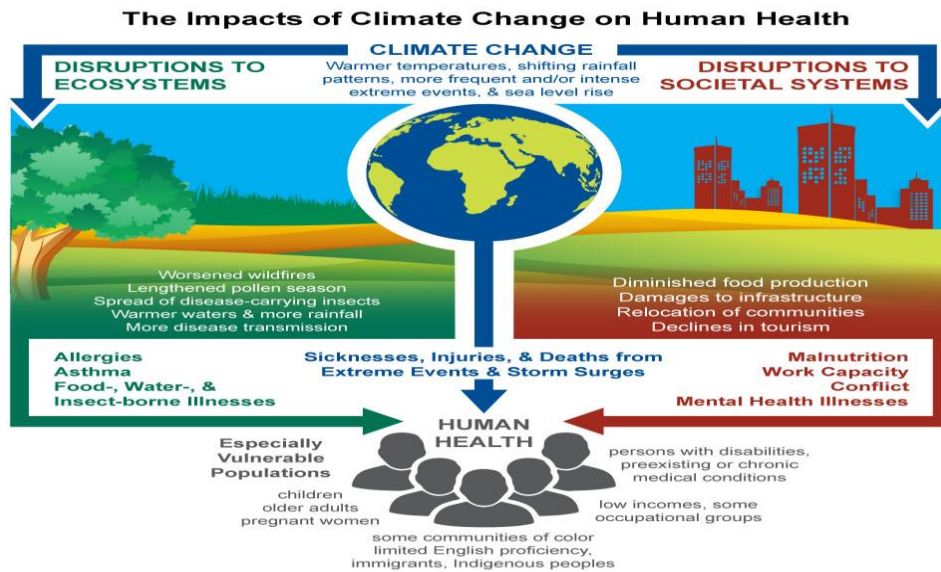 The Impacts of Climate Change on Human Health
CLIMATE CHANGE
Warmer temperatures, shifting rainfall
patterns, more frequent and/or intense
extreme events, & sea level rise
DISRUPTIONS TO
ECOSYSTEMS
DISRUPTIONS TO
SOCIETAL SYSTEMS
Worsened wildfires
Lengthened pollen season
Spread of disease-carrying insects
Warmer waters & more rainfall
More disease transmission
Diminished food production
Damages to infrastructure
Relocation of communities
Declines in tourism
Allergies
Asthma
Food-, Water-, &
Insect-borne Illnesses
Sicknesses, Injuries, & Deaths from
Extreme Events & Storm Surges
Malnutrition
Work Capacity
Conflict
Mental Health Illnesses
HUMAN
HEALTH
Especially
Vulnerable
Populations
children
older adults
pregnant women
some communities of color
limited English proficiency,
immigrants, Indigenous peoples
low incomes, some
occupational groups
persons with disabilities,
preexisting or chronic
medical conditions